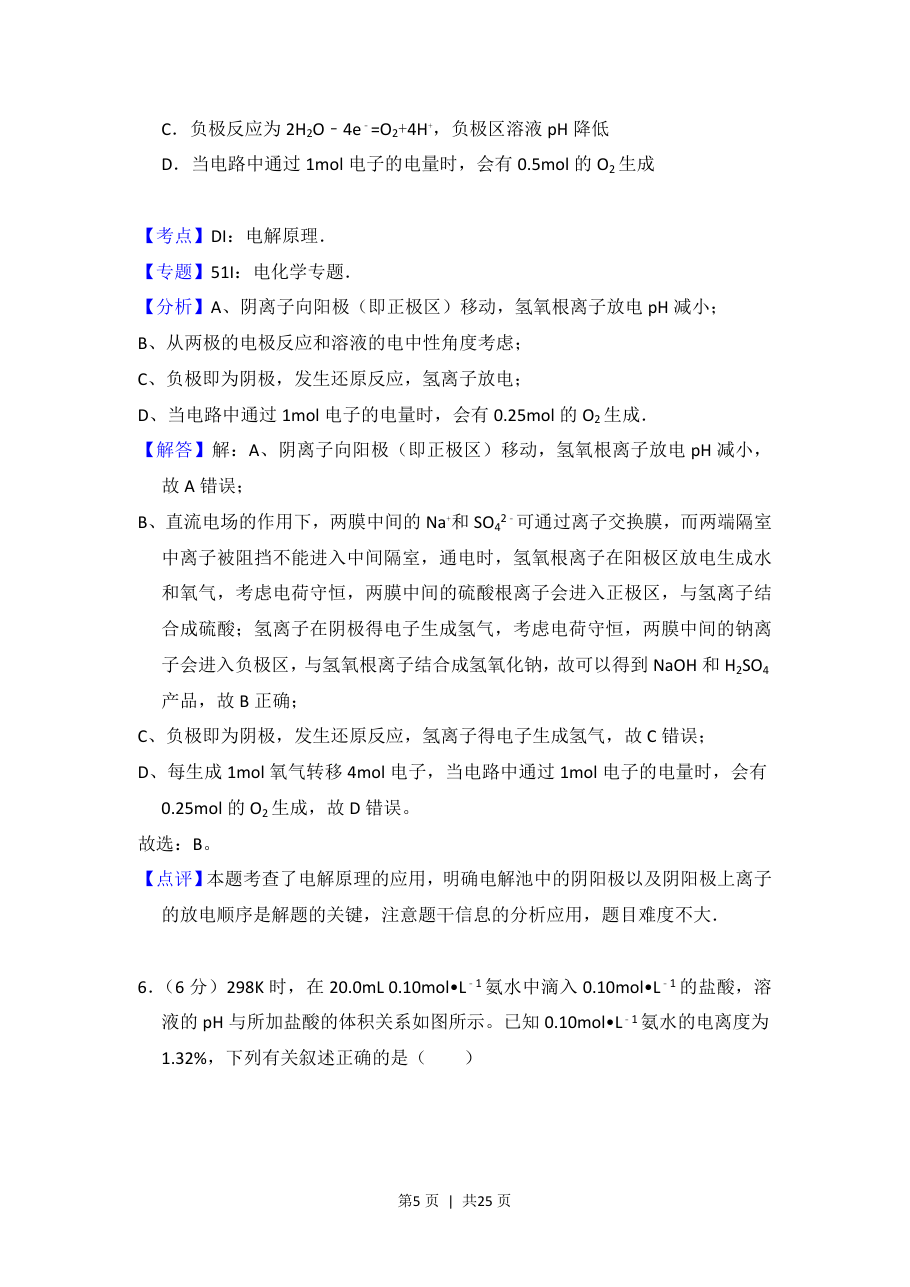 C．负极反应为 2H₂O﹣4e⁻=O₂+4H⁺，负极区溶液 pH 降低
D．当电路中通过 1mol 电子的电量时，会有 0.5mol 的 O₂ 生成
【考点】DI：电解原理．
【专题】51I：电化学专题．
【分析】A、阴离子向阳极（即正极区）移动，氢氧根离子放电 pH 减小；
B、从两极的电极反应和溶液的电中性角度考虑；
C、负极即为阴极，发生还原反应，氢离子放电；
D、当电路中通过 1mol 电子的电量时，会有 0.25mol 的 O₂ 生成．
【解答】解：A、阴离子向阳极（即正极区）移动，氢氧根离子放电 pH 减小，
故 A 错误；
B、直流电场的作用下，两膜中间的 Na⁺和 SO₄²⁻可通过离子交换膜，而两端隔室
中离子被阻挡不能进入中间隔室，通电时，氢氧根离子在阳极区放电生成水
和氧气，考虑电荷守恒，两膜中间的硫酸根离子会进入正极区，与氢离子结
合成硫酸；氢离子在阴极得电子生成氢气，考虑电荷守恒，两膜中间的钠离
子会进入负极区，与氢氧根离子结合成氢氧化钠，故可以得到 NaOH 和 H₂SO₄
产品，故 B 正确；
C、负极即为阴极，发生还原反应，氢离子得电子生成氢气，故 C 错误；
D、每生成 1mol 氧气转移 4mol 电子，当电路中通过 1mol 电子的电量时，会有
0.25mol 的 O₂ 生成，故 D 错误。
故选：B。
【点评】本题考查了电解原理的应用，明确电解池中的阴阳极以及阴阳极上离子
的放电顺序是解题的关键，注意题干信息的分析应用，题目难度不大．
6．（6 分）298K 时，在 20.0mL 0.10mol•L⁻¹ 氨水中滴入 0.10mol•L⁻¹ 的盐酸，溶
液的 pH 与所加盐酸的体积关系如图所示。已知 0.10mol•L⁻¹ 氨水的电离度为
1.32%，下列有关叙述正确的是（　　）
第5 页 | 共25 页